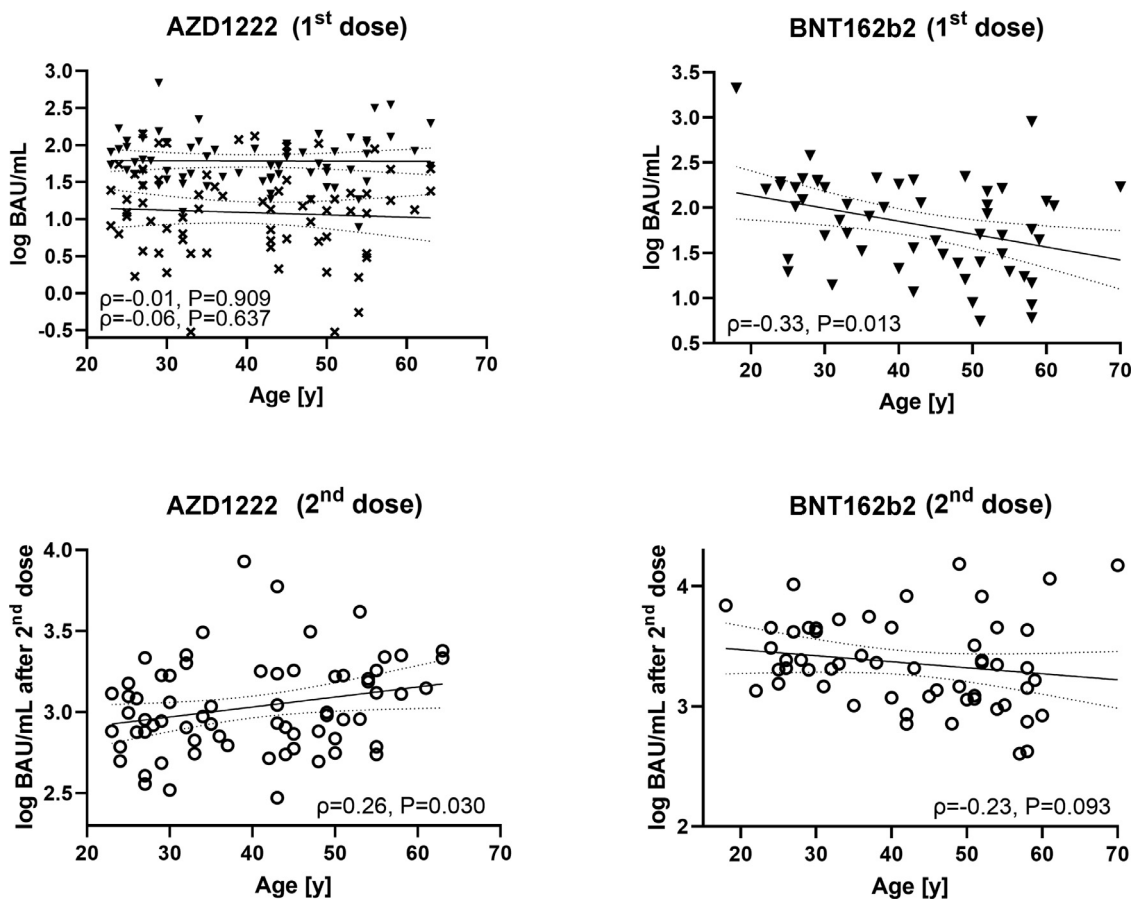 AZD1222 (1st dose)
BNT162b2 (1st dose)
log BAU/mL
3.0
2.5
2.0
1.5
1.0
0.5
0.0
-0.5
ρ=-0.01, P=0.909
ρ=-0.06, P=0.637
20 30 40 50 60 70
Age [y]
log BAU/mL
3.5
3.0
2.5
2.0
1.5
1.0
0.5
ρ=-0.33, P=0.013
20 30 40 50 60 70
Age [y]
AZD1222 (2nd dose)
BNT162b2 (2nd dose)
log BAU/mL after 2nd dose
4.0
3.5
3.0
2.5
ρ=0.26, P=0.030
20 30 40 50 60 70
Age [y]
log BAU/mL after 2nd dose
4
3
2
ρ=-0.23, P=0.093
20 30 40 50 60 70
Age [y]